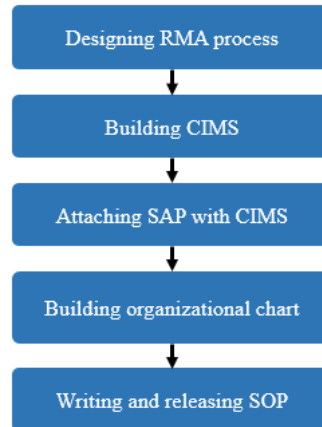 Designing RMA process
Building CIMS
Attaching SAP with CIMS
Building organizational chart
Writing and releasing SOP